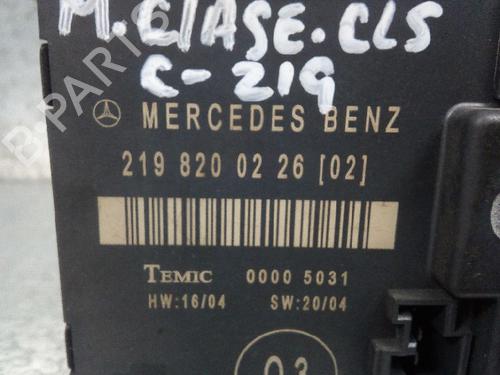 M. CLASE. CLS
C-219
MERCEDES BENZ
219 820 02 26 [02]
TEMIC 0000 5031
HW:16/04 SW:20/04
03
B-PARTS